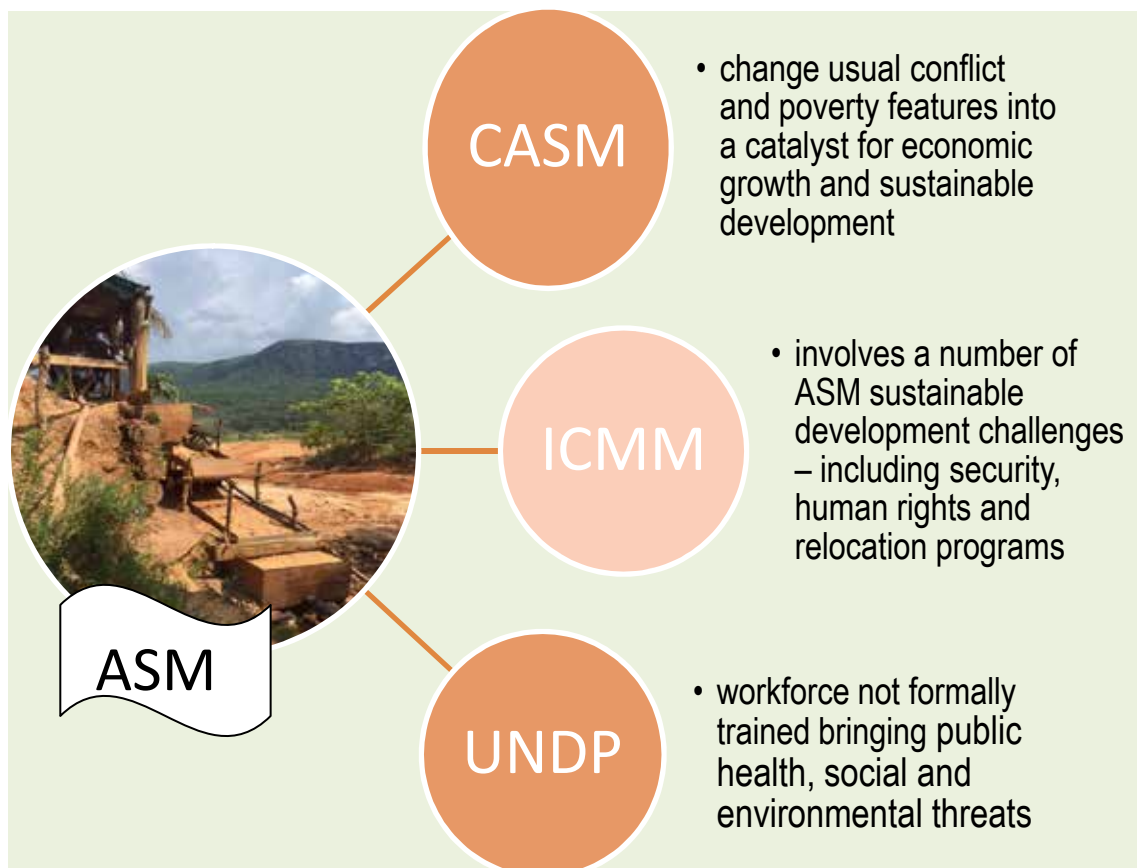 CASM
• change usual conflict
and poverty features into
a catalyst for economic
growth and sustainable
development
ICMM
• involves a number of
ASM sustainable
development challenges
– including security,
human rights and
relocation programs
ASM
UNDP
• workforce not formally
trained bringing public
health, social and
environmental threats